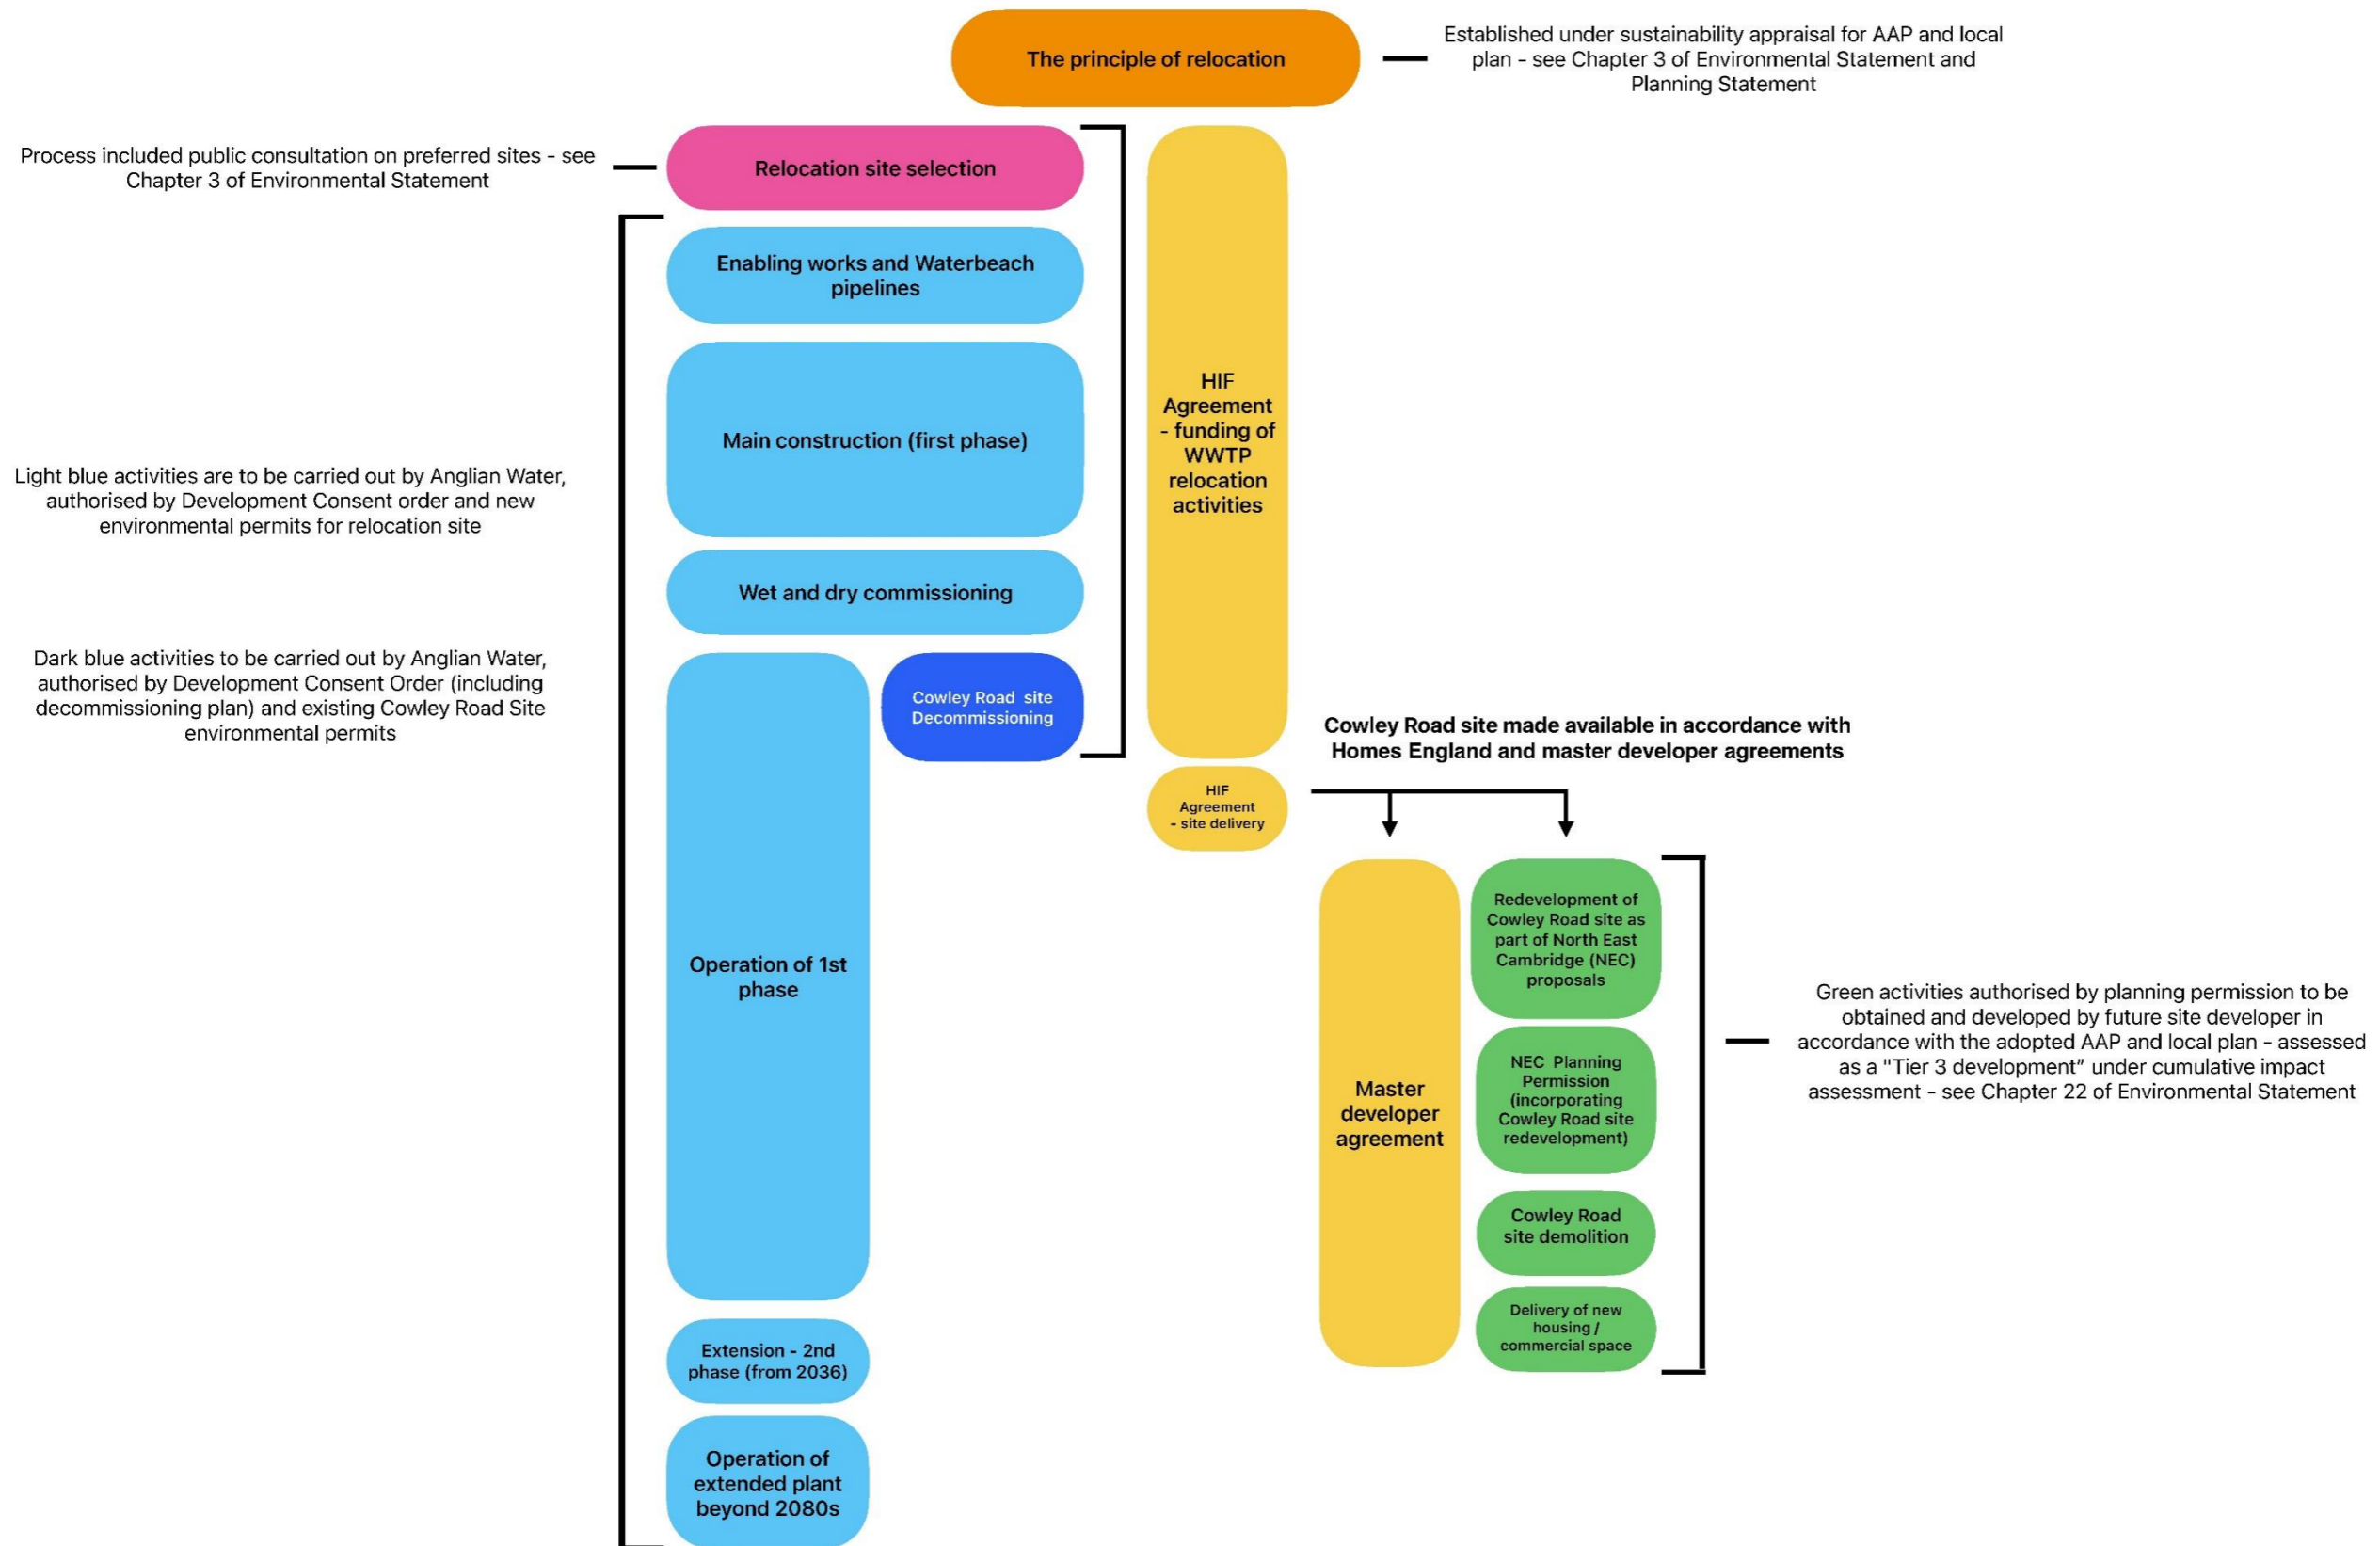 The principle of relocation
Established under sustainability appraisal for AAP and local
plan - see Chapter 3 of Environmental Statement and
Planning Statement
Process included public consultation on preferred sites - see
Chapter 3 of Environmental Statement
Relocation site selection
Enabling works and Waterbeach
pipelines
Main construction (first phase)
HIF
Agreement
- funding of
WWTP
relocation
activities
Light blue activities are to be carried out by Anglian Water,
authorised by Development Consent order and new
environmental permits for relocation site
Wet and dry commissioning
Dark blue activities to be carried out by Anglian Water,
authorised by Development Consent Order (including
decommissioning plan) and existing Cowley Road Site
environmental permits
Cowley Road site
Decommissioning
Cowley Road site made available in accordance with
Homes England and master developer agreements
HIF
Agreement
- site delivery
Operation of 1st
phase
Master
developer
agreement
Redevelopment of
Cowley Road site as
part of North East
Cambridge (NEC)
proposals
NEC Planning
Permission
(incorporating
Cowley Road site
redevelopment)
Cowley Road
site demolition
Delivery of new
housing /
commercial space
Green activities authorised by planning permission to be
obtained and developed by future site developer in
accordance with the adopted AAP and local plan - assessed
as a "Tier 3 development” under cumulative impact
assessment - see Chapter 22 of Environmental Statement
Extension - 2nd
phase (from 2036)
Operation of
extended plant
beyond 2080s